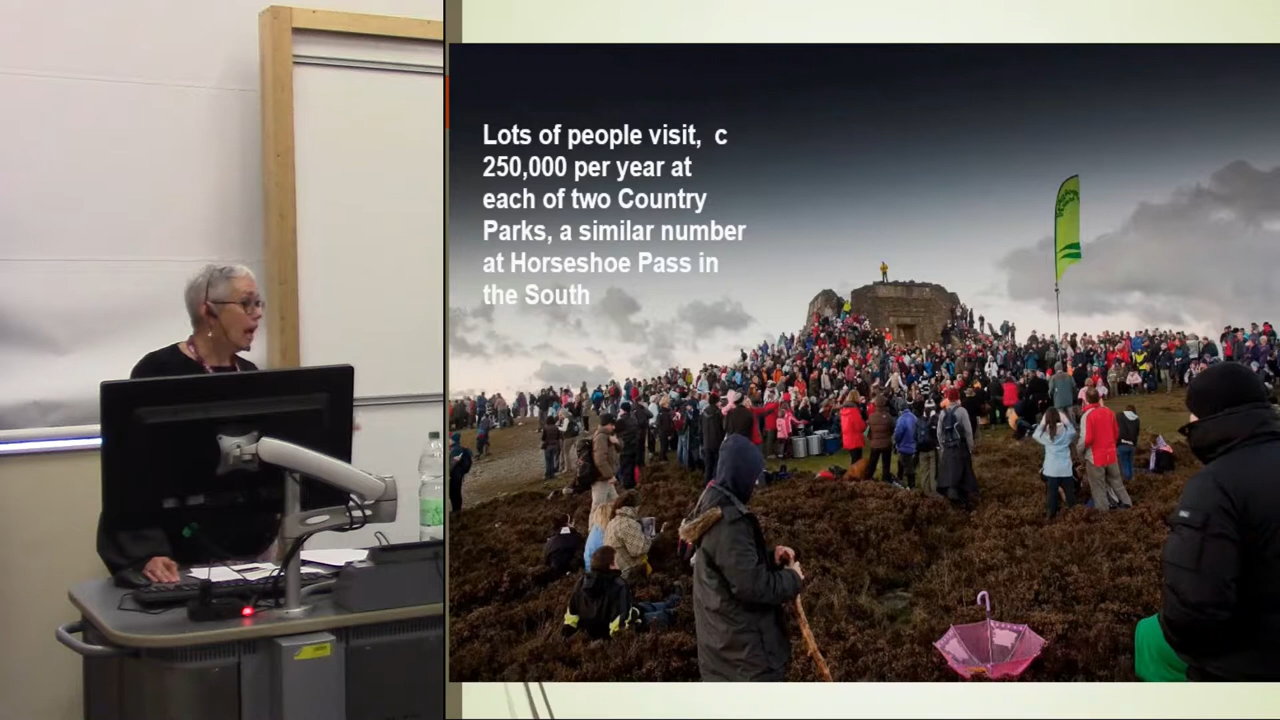 Lots of people visit, c
250,000 per year at
each of two Country
Parks, a similar number
at Horseshoe Pass in
the South